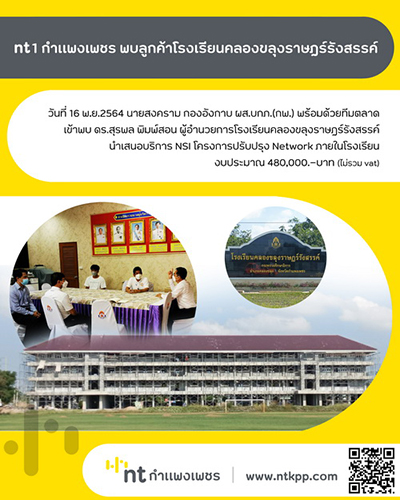 nt1 กำแพงเพชร พบลูกค้าโรงเรียนคลองขลุงราษฎร์รังสรรค์
วันที่ 16 พ.ย.2564 นายสงคราม กองอังกาบ ผส.บภภ.(กพ.) พร้อมด้วยทีมตลาด
เข้าพบ ดร.สุรพล พิมพ์สอน ผู้อำนวยการโรงเรียนคลองขลุงราษฎร์รังสรรค์
นำเสนอบริการ NSI โครงการปรับปรุง Network ภายในโรงเรียน
งบประมาณ 480,000.-บาท (ไม่รวม vat)
โรงเรียนคลองขลุงราษฎร์รังสรรค์
nt กำแพงเพชร
www.ntkpp.com